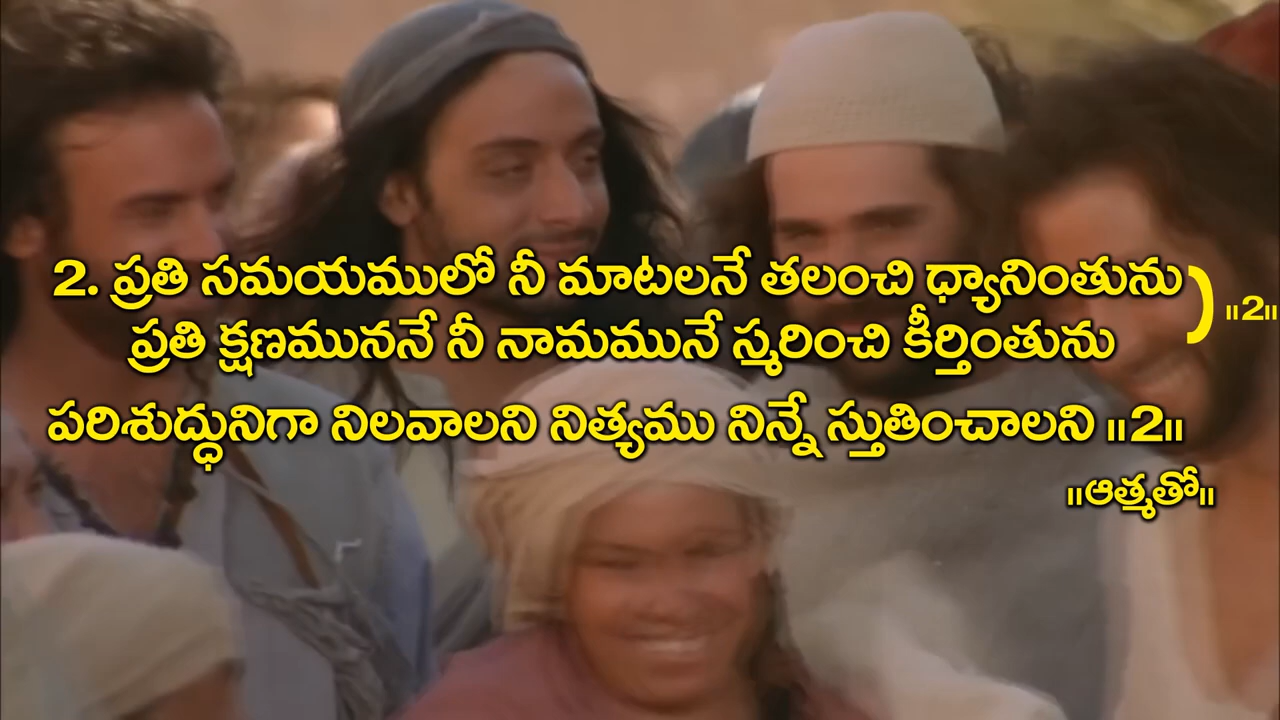 2. ప్రతి సమయములో నీ మాటలనే తలంచి ధ్యానింతును
ప్రతి క్షణముననే నీ నామమునే స్మరించి కీర్తింతును ॥2॥
పరిశుద్ధునిగా నిలవాలని నిత్యము నిన్నే స్తుతించాలని ॥2॥
॥ఆత్మతో॥